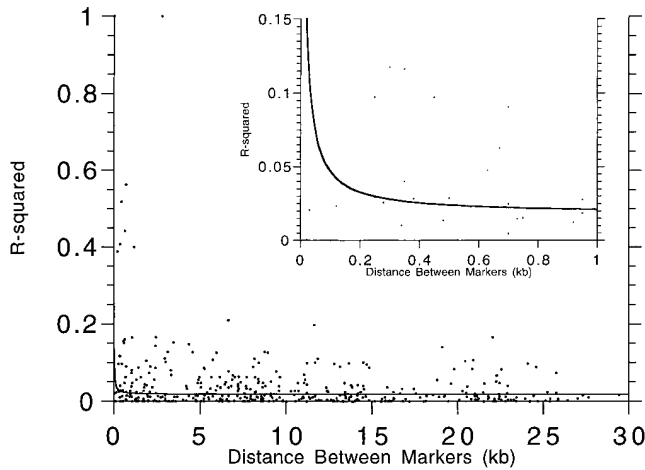 1
0.8
0.6
0.4
0.2
0
R-squared
0 5 10 15 20 25 30
Distance Between Markers (kb)
0.15
0.1
0.05
0
R-squared
0 0.2 0.4 0.6 0.8 1
Distance Between Markers (kb)